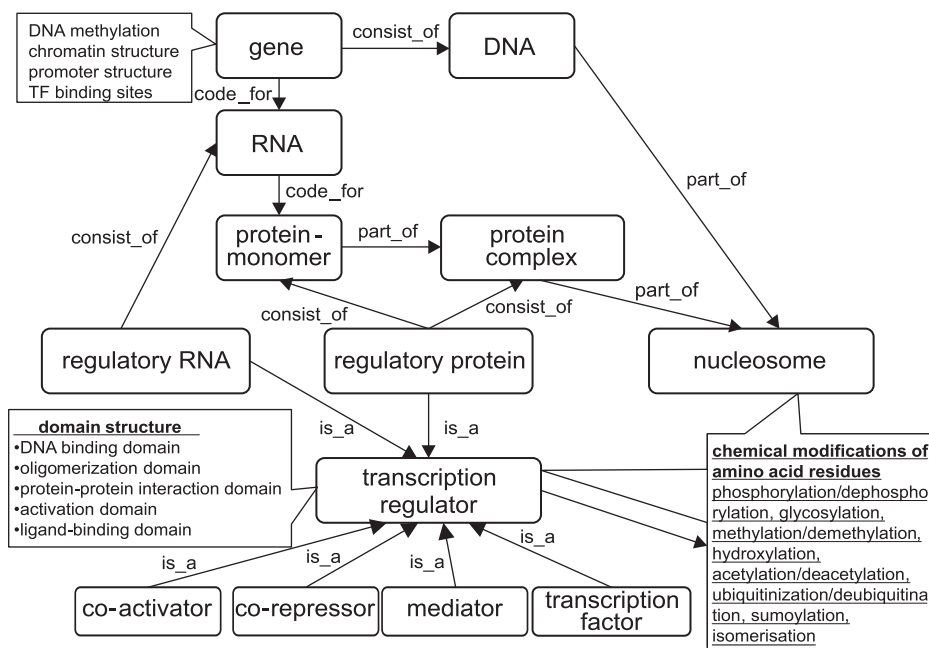 DNA methylation
chromatin structure
promoter structure
TF binding sites
gene
consist_of
DNA
code_for
RNA
code_for
part_of
consist_of
protein-
monomer
part_of
protein
complex
part_of
consist_of
consist_of
regulatory RNA
regulatory protein
nucleosome
is_a
is_a
domain structure
•DNA binding domain
•oligomerization domain
•protein-protein interaction domain
•activation domain
•ligand-binding domain
transcription
regulator
chemical modifications of
amino acid residues
phosphorylation/dephospho
rylation, glycosylation,
methylation/demethylation,
hydroxylation,
acetylation/deacetylation,
ubiquitinization/deubiquitina
tion, sumoylation,
isomerisation
is_a
is_a
is_a
is_a
co-activator
co-repressor
mediator
transcription
factor